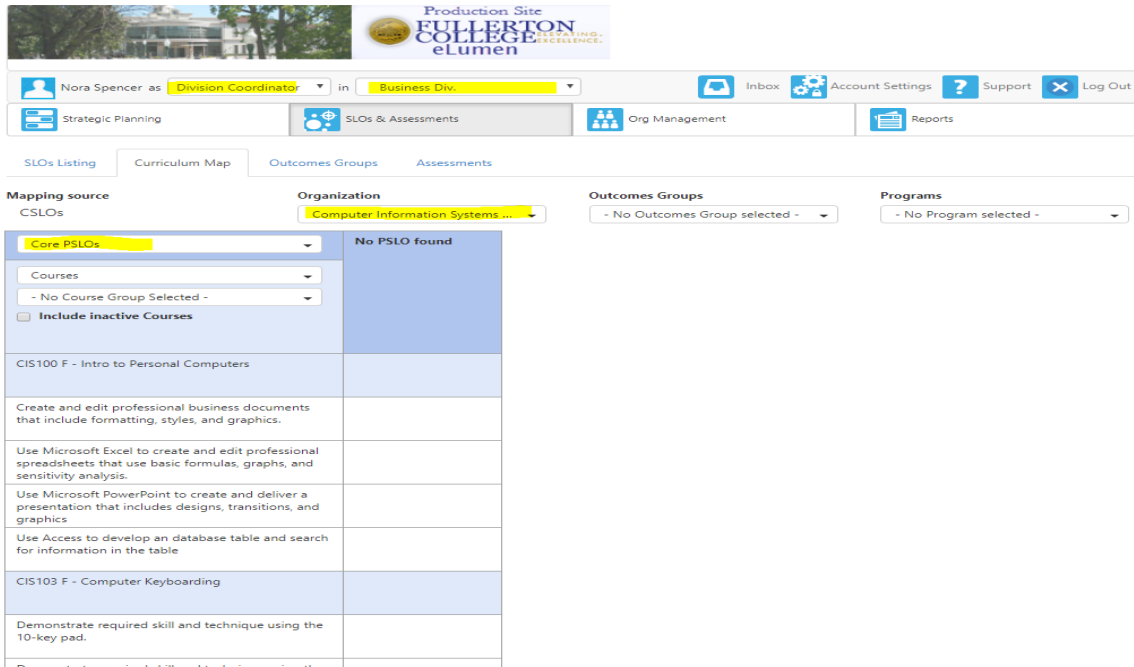 Production Site
FULLERTON
COLLEGE ELEVATING. EXCELLENCE.
eLumen
Nora Spencer as Division Coordinator in Business Div.
Inbox Account Settings ? Support Log Out
Strategic Planning SLOs & Assessments Org Management Reports
SLOs Listing Curriculum Map Outcomes Groups Assessments
Mapping source Organization Outcomes Groups Programs
CSLOs Computer Information Systems ... - No Outcomes Group selected - - No Program selected -
Core PSLOs No PSLO found
Courses
- No Course Group Selected -
Include inactive Courses
CIS100 F - Intro to Personal Computers
Create and edit professional business documents
that include formatting, styles, and graphics.
Use Microsoft Excel to create and edit professional
spreadsheets that use basic formulas, graphs, and
sensitivity analysis.
Use Microsoft PowerPoint to create and deliver a
presentation that includes designs, transitions, and
graphics
Use Access to develop an database table and search
for information in the table
CIS103 F - Computer Keyboarding
Demonstrate required skill and technique using the
10-key pad.